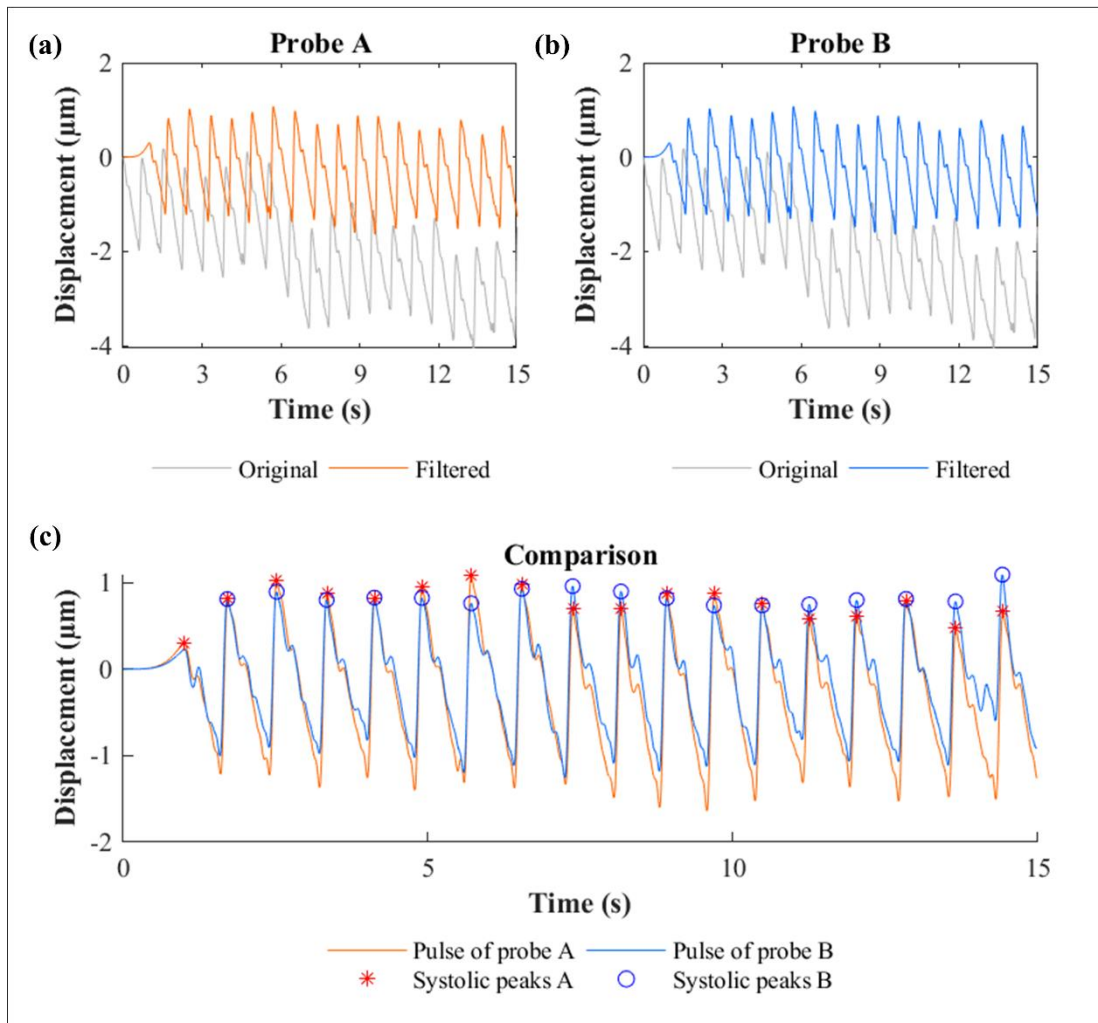 (a)
Probe A
Displacement (μm)
2
0
-2
-4
0 3 6 9 12 15
Time (s)
Original Filtered
(b)
Probe B
Displacement (μm)
2
0
-2
-4
0 3 6 9 12 15
Time (s)
Original Filtered
(c)
Comparison
Displacement (μm)
1
0
-1
-2
0 5 10 15
Time (s)
Pulse of probe A Pulse of probe B
Systolic peaks A Systolic peaks B